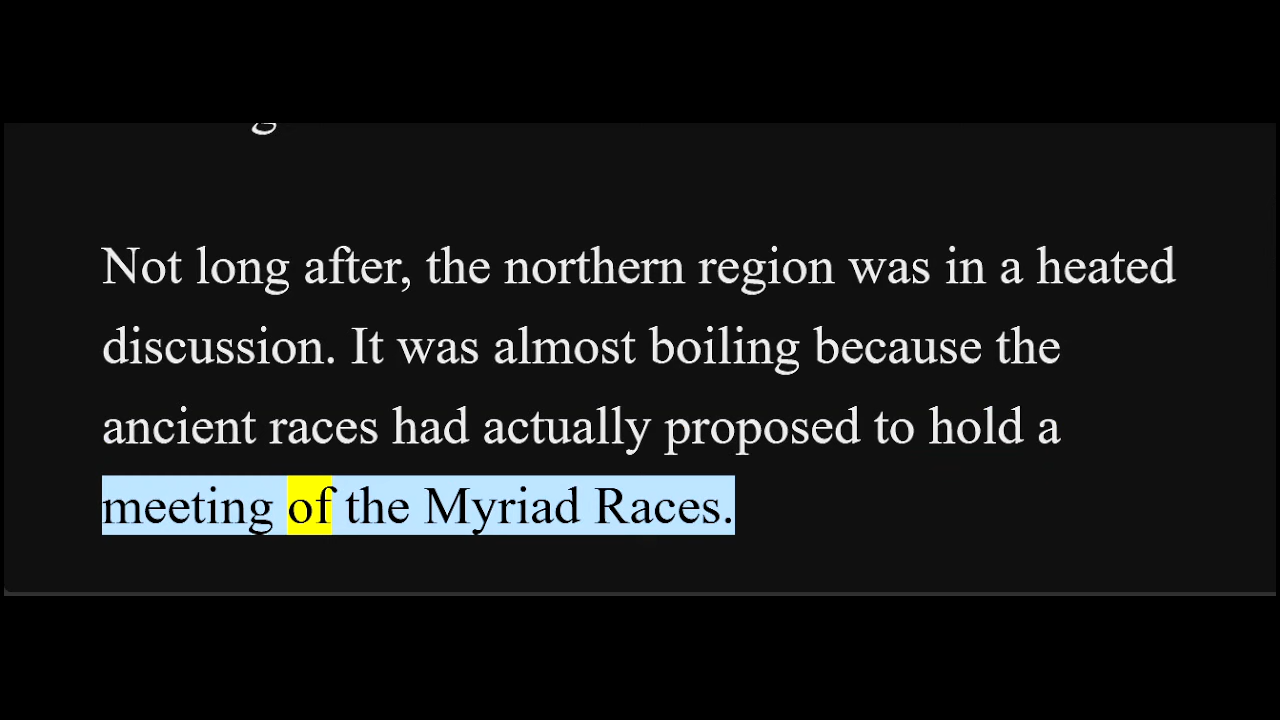 Not long after, the northern region was in a heated
discussion. It was almost boiling because the
ancient races had actually proposed to hold a
meeting of the Myriad Races.